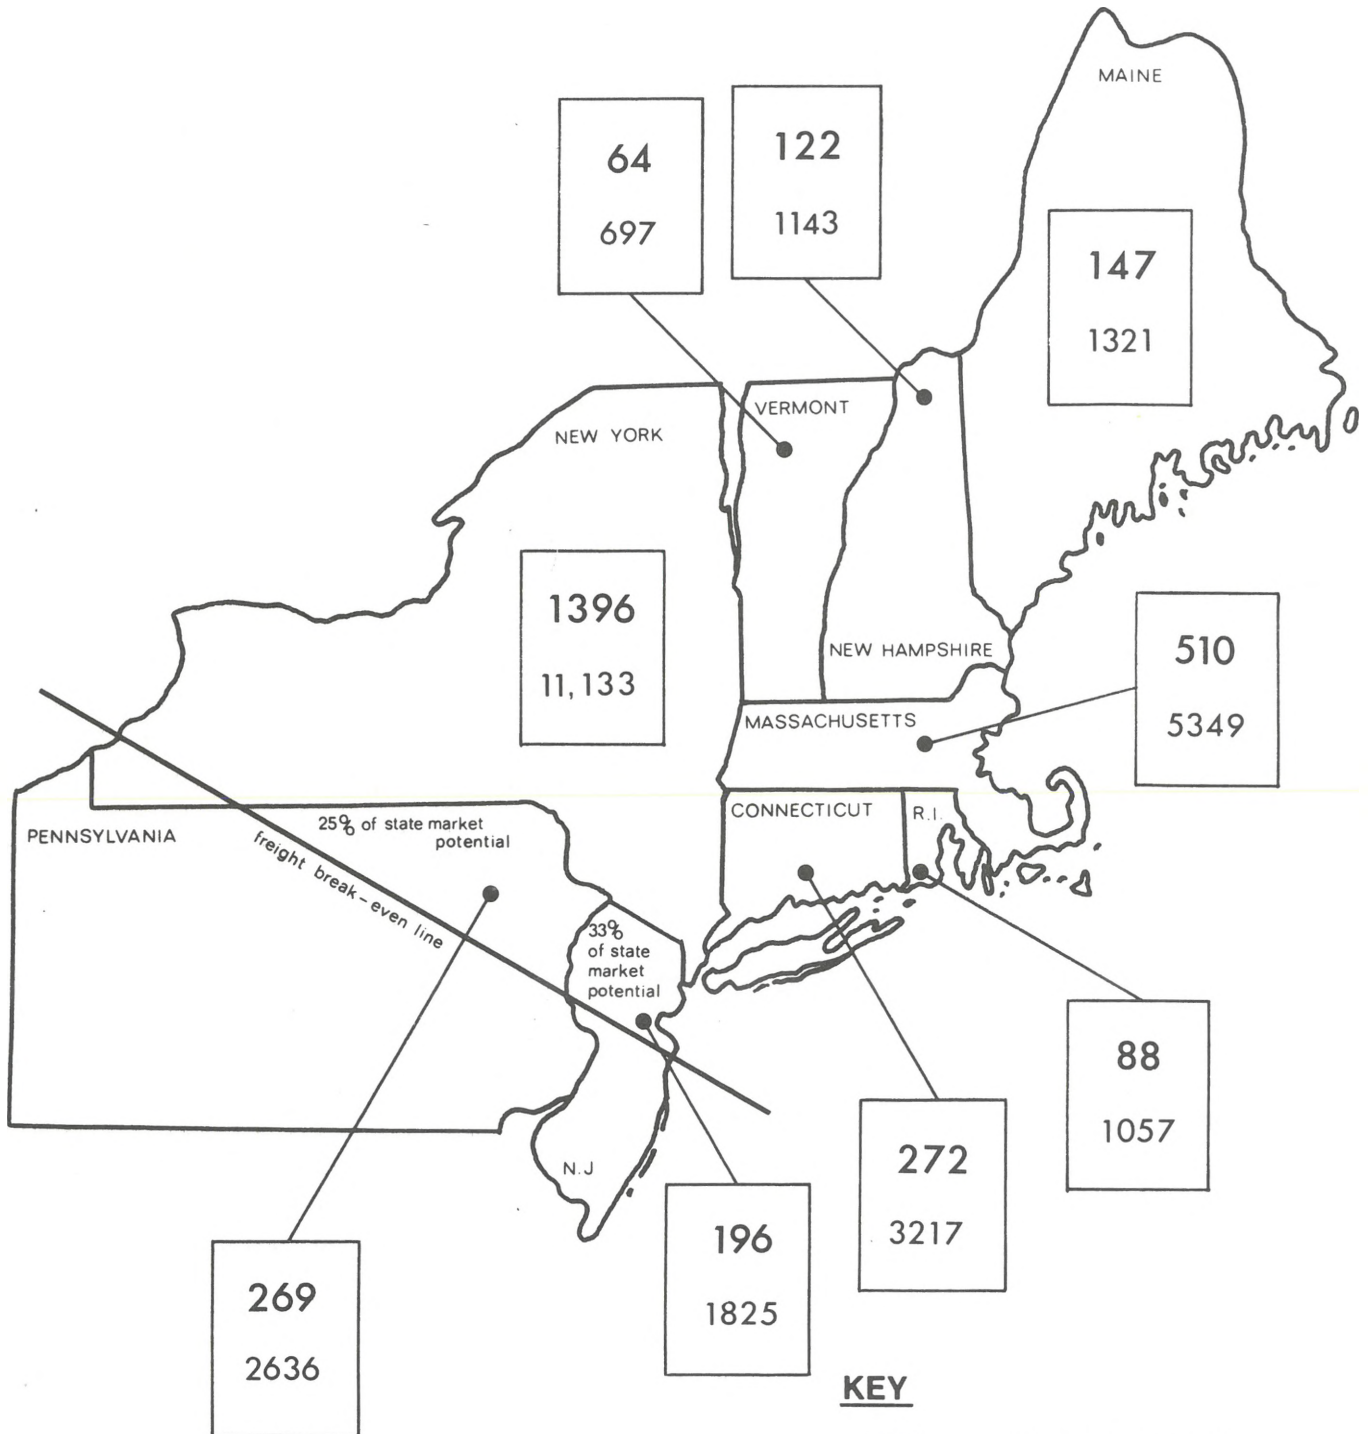 MAINE
64
697
122
1143
147
1321
NEW YORK
VERMONT
1396
11,133
NEW HAMPSHIRE
510
5349
MASSACHUSETTS
PENNSYLVANIA
25% of state market
potential
freight break-even line
CONNECTICUT
R.I.
33%
of state
market
potential
N.J
88
1057
272
3217
196
1825
269
2636
KEY